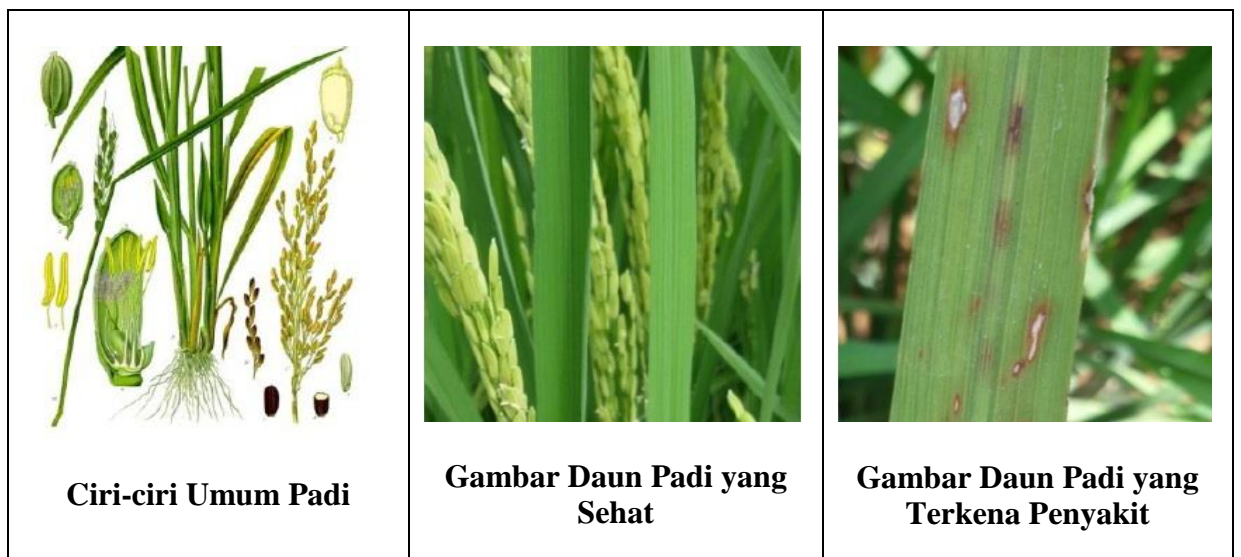 Ciri-ciri Umum Padi
Gambar Daun Padi yang
Sehat
Gambar Daun Padi yang
Terkena Penyakit